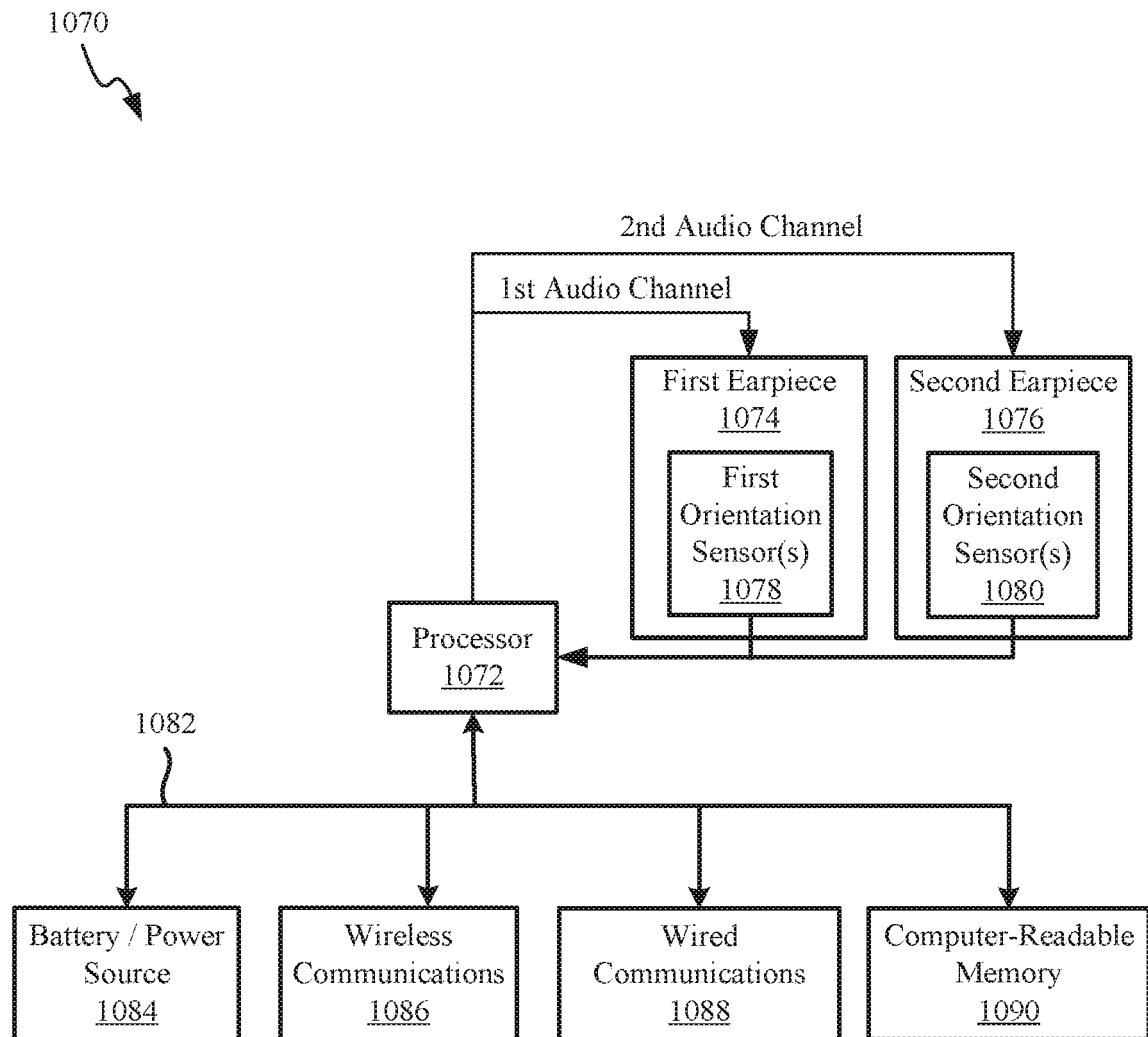 1070
2nd Audio Channel
1st Audio Channel
First Earpiece
1074
First
Orientation
Sensor(s)
1078
Second Earpiece
1076
Second
Orientation
Sensor(s)
1080
Processor
1072
1082
Battery / Power
Source
1084
Wireless
Communications
1086
Wired
Communications
1088
Computer-Readable
Memory
1090